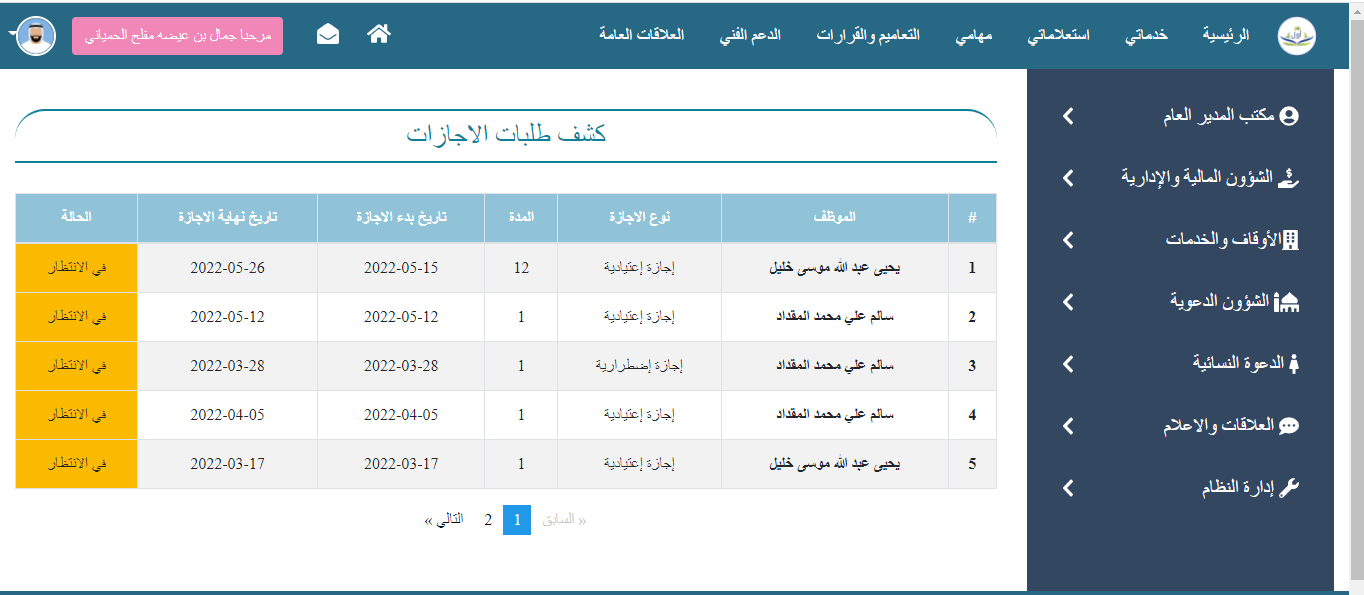 الرئيسية خدماتي استعلاماتي مهامي التعاميم والقرارات الدعم الفني العلاقات العامة مرحبا جمال بن عيضه مفلح الحمياني
مكتب المدير العام
الشؤون المالية والإدارية
الأوقاف والخدمات
الشؤون الدعوية
الدعوة النسائية
العلاقات والاعلام
إدارة النظام
كشف طلبات الاجازات
# الموظف نوع الاجازة المدة تاريخ بدء الاجازة تاريخ نهاية الاجازة الحالة
1 يحيى عبد الله موسى خليل إجازة إعتيادية 12 2022-05-15 2022-05-26 في الانتظار
2 سالم علي محمد المقداد إجازة إعتيادية 1 2022-05-12 2022-05-12 في الانتظار
3 سالم علي محمد المقداد إجازة إضطرارية 1 2022-03-28 2022-03-28 في الانتظار
4 سالم علي محمد المقداد إجازة إعتيادية 1 2022-04-05 2022-04-05 في الانتظار
5 يحيى عبد الله موسى خليل إجازة إعتيادية 1 2022-03-17 2022-03-17 في الانتظار
« السابق 1 2 التالي »